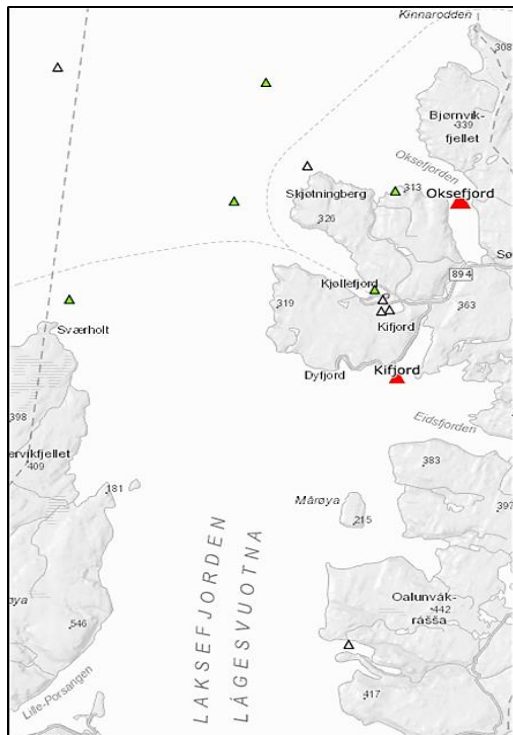 Kinnarodden
308
Bjørnvik-
339
fjellet
Oksefjorden
Skjøtningberg
313
Oksefjord
326
Sø
894
Kjøllefjord
319
363
Kifjord
Sværholt
Dyfjord
Kifjord
Eidsfjorden
398
ervikfjellet
409
383
181
Mårøya
397
215
LAKSEFJORDEN
LÁGESVUOTNA
Oalunvák-
442
rášša
øya
546
Lille-Porsangen
417